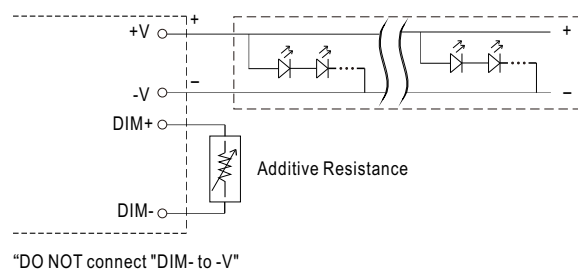 +V
+
+
-V
−
−
DIM+
Additive Resistance
DIM-
“DO NOT connect "DIM- to -V"